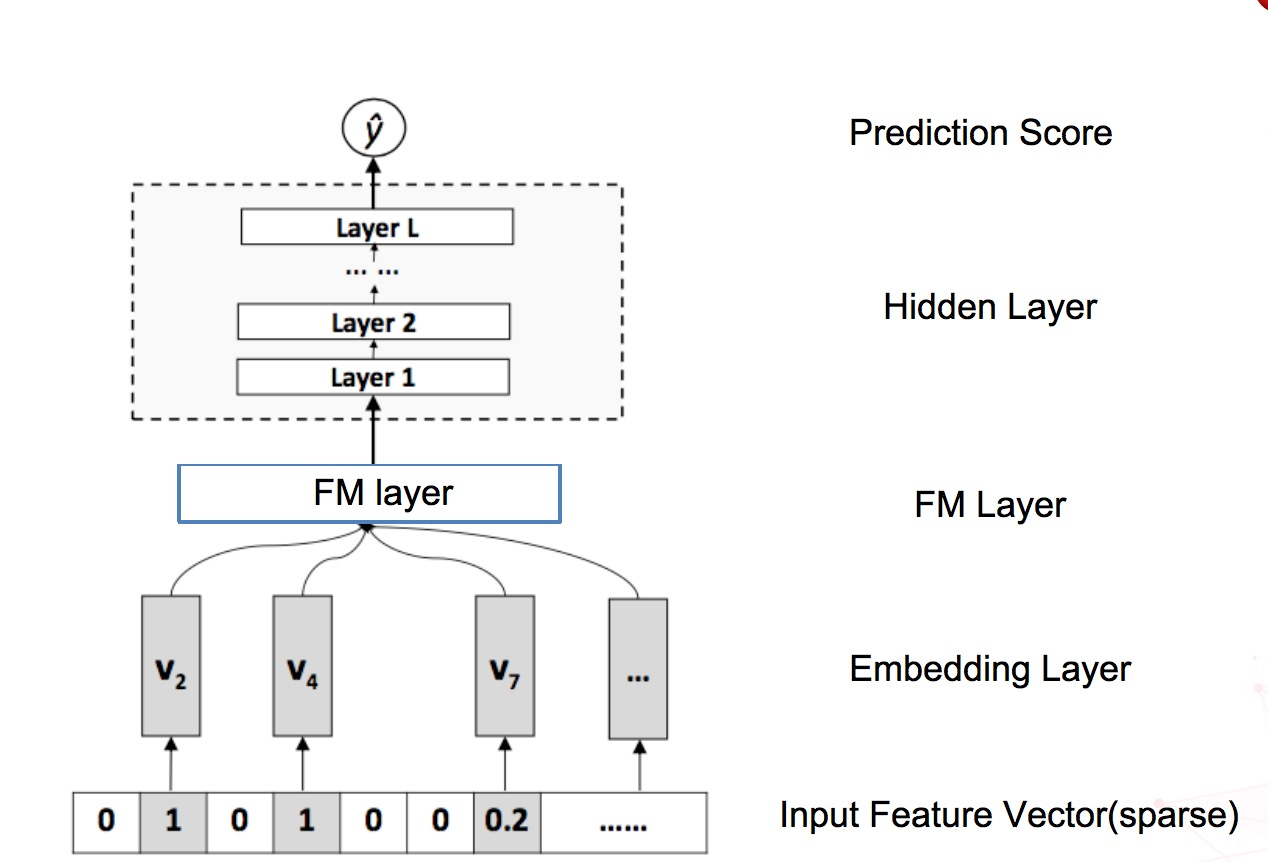 ŷ
Prediction Score
Layer L
... ...
Hidden Layer
Layer 2
Layer 1
FM layer
FM Layer
v2
v4
v7
...
Embedding Layer
0 1 0 1 0 0 0.2 ......
Input Feature Vector(sparse)